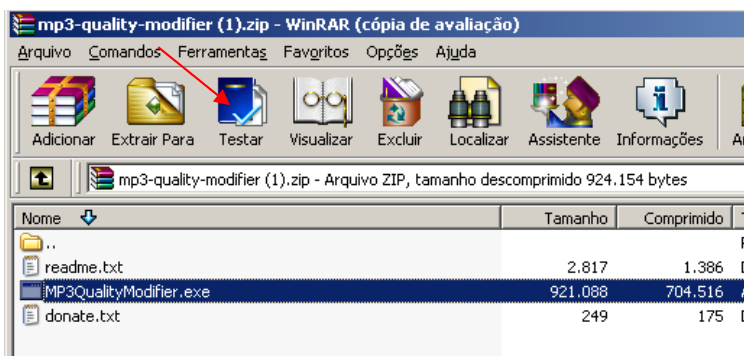 mp3-quality-modifier (1).zip - WinRAR (cópia de avaliação)
Arquivo Comandos Ferramentas Favoritos Opções Ajuda
Adicionar Extrair Para Testar Visualizar Excluir Localizar Assistente Informações
mp3-quality-modifier (1).zip - Arquivo ZIP, tamanho descomprimido 924.154 bytes
Nome Tamanho Comprimido
..
readme.txt 2.817 1.386
MP3QualityModifier.exe 921.088 704.516
donate.txt 249 175